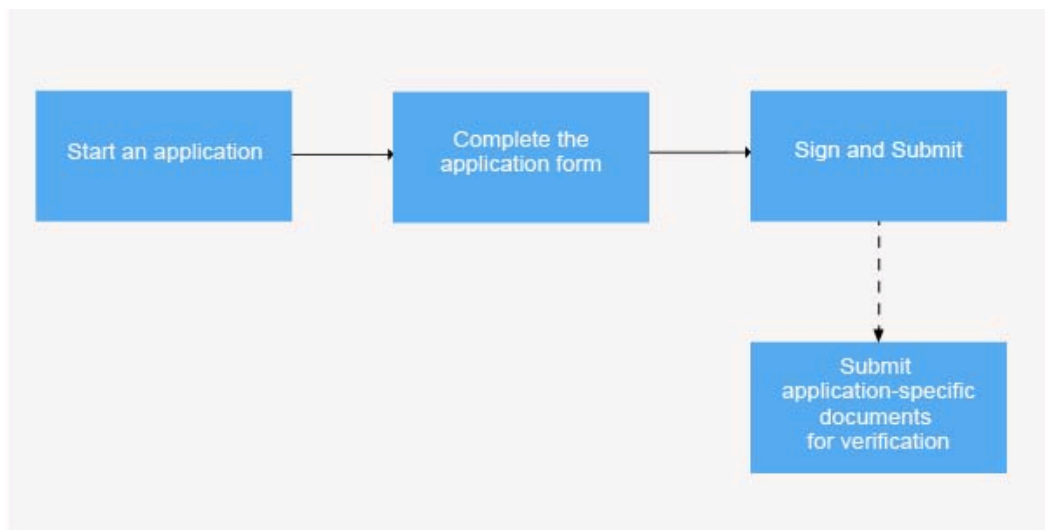 Start an application
Complete the
application form
Sign and Submit
Submit
application-specific
documents
for verification